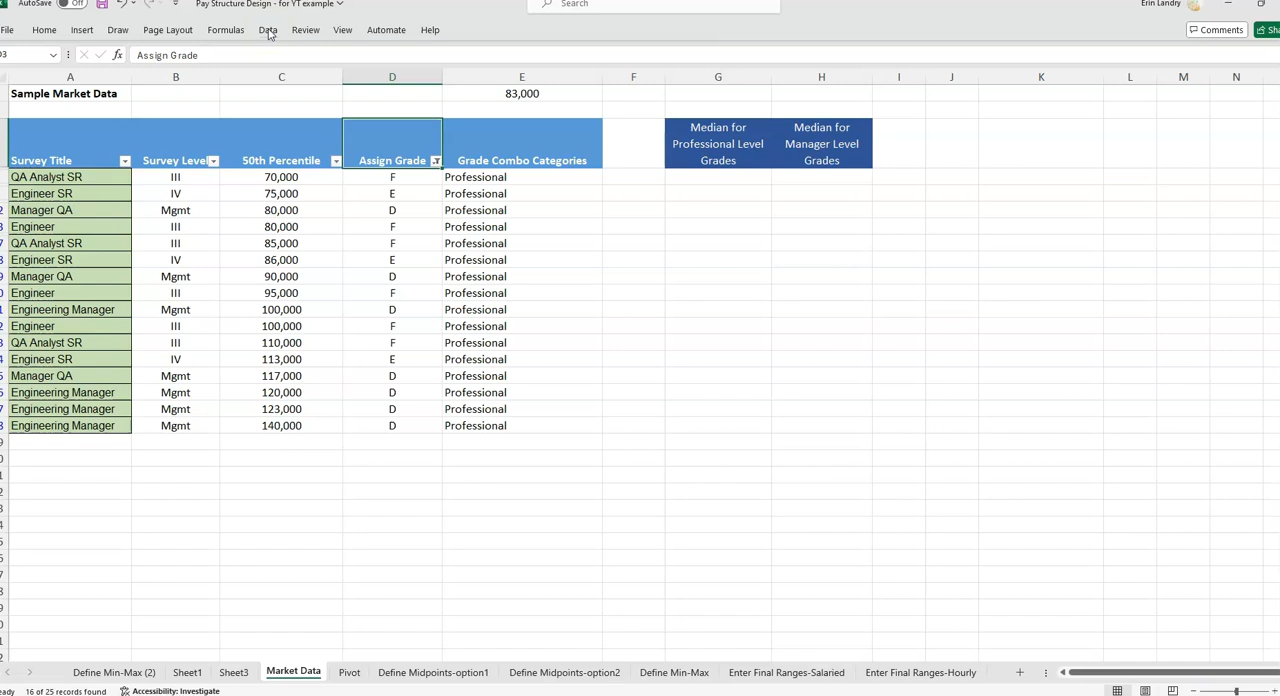 AutoSave Off Pay Structure Design - for YT example Search Erin Landry
File Home Insert Draw Page Layout Formulas Data Review View Automate Help Comments
fx Assign Grade
A B C D E F G H I J K L M N
Sample Market Data 83,000
Survey Title Survey Level 50th Percentile Assign Grade Grade Combo Categories Median for Professional Level Grades Median for Manager Level Grades
QA Analyst SR III 70,000 F Professional
Engineer SR IV 75,000 E Professional
Manager QA Mgmt 80,000 D Professional
Engineer III 80,000 F Professional
QA Analyst SR III 85,000 F Professional
Engineer SR IV 86,000 E Professional
Manager QA Mgmt 90,000 D Professional
Engineer III 95,000 F Professional
Engineering Manager Mgmt 100,000 D Professional
Engineer III 100,000 F Professional
QA Analyst SR III 110,000 F Professional
Engineer SR IV 113,000 E Professional
Manager QA Mgmt 117,000 D Professional
Engineering Manager Mgmt 120,000 D Professional
Engineering Manager Mgmt 123,000 D Professional
Engineering Manager Mgmt 140,000 D Professional
Define Min-Max (2) Sheet1 Sheet3 Market Data Pivot Define Midpoints-option1 Define Midpoints-option2 Define Min-Max Enter Final Ranges-Salaried Enter Final Ranges-Hourly
16 of 25 records found Accessibility: Investigate